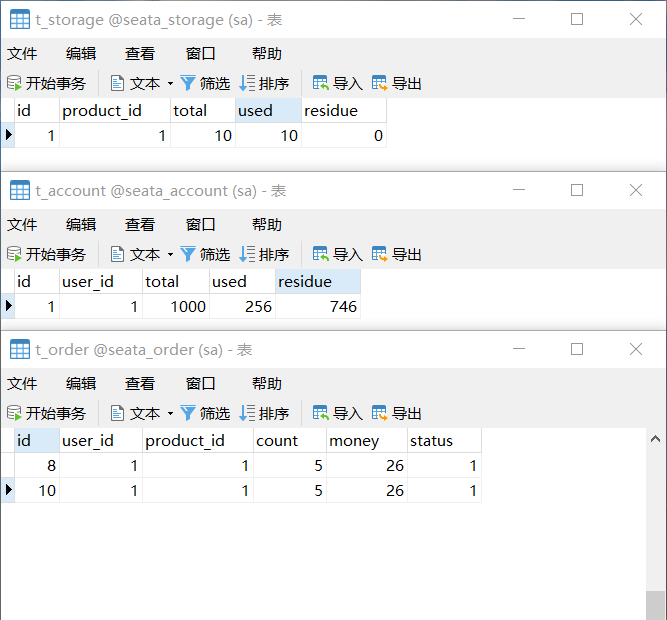 t_storage @seata_storage (sa) - 表
文件 编辑 查看 窗口 帮助
开始事务 文本 筛选 排序 导入 导出
id product_id total used residue
1 1 10 10 0
t_account @seata_account (sa) - 表
文件 编辑 查看 窗口 帮助
开始事务 文本 筛选 排序 导入 导出
id user_id total used residue
1 1 1000 256 746
t_order @seata_order (sa) - 表
文件 编辑 查看 窗口 帮助
开始事务 文本 筛选 排序 导入 导出
id user_id product_id count money status
8 1 1 5 26 1
10 1 1 5 26 1